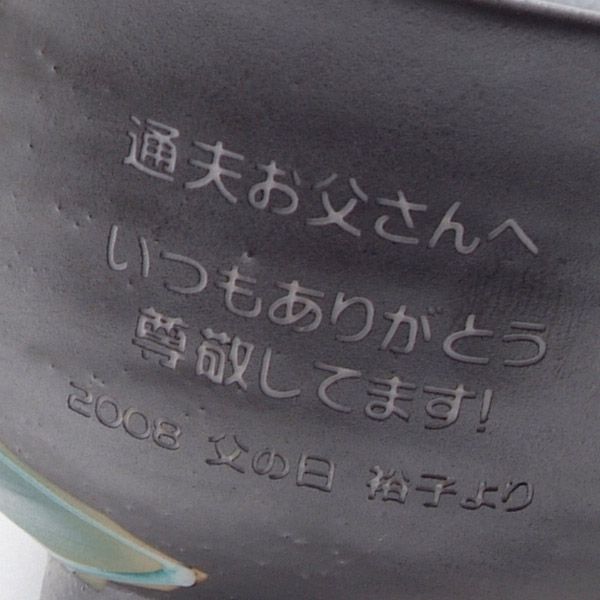 通夫お父さんへ
いつもありがとう
尊敬してます!
2008 父の日 裕子より